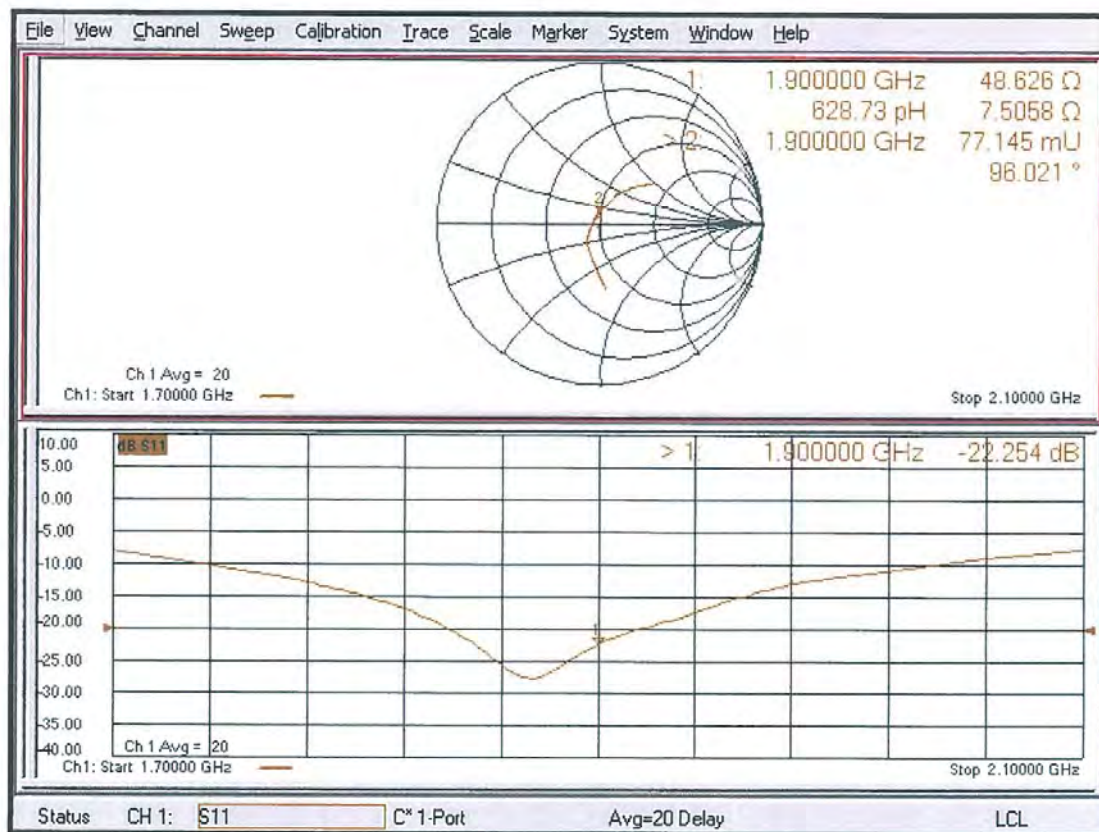 File View Channel Sweep Calibration Trace Scale Marker System Window Help
1: 1.900000 GHz 48.626 Ω
628.73 pH 7.5058 Ω
> 2: 1.900000 GHz 77.145 mU
96.021 °
2
Ch 1 Avg = 20
Ch1: Start 1.70000 GHz
Stop 2.10000 GHz
10.00
dB S11
> 1: 1.900000 GHz -22.254 dB
5.00
0.00
-5.00
-10.00
-15.00
-20.00
1
-25.00
-30.00
-35.00
-40.00
Ch 1 Avg = 20
Ch1: Start 1.70000 GHz
Stop 2.10000 GHz
Status CH 1: S11 C* 1-Port Avg=20 Delay LCL